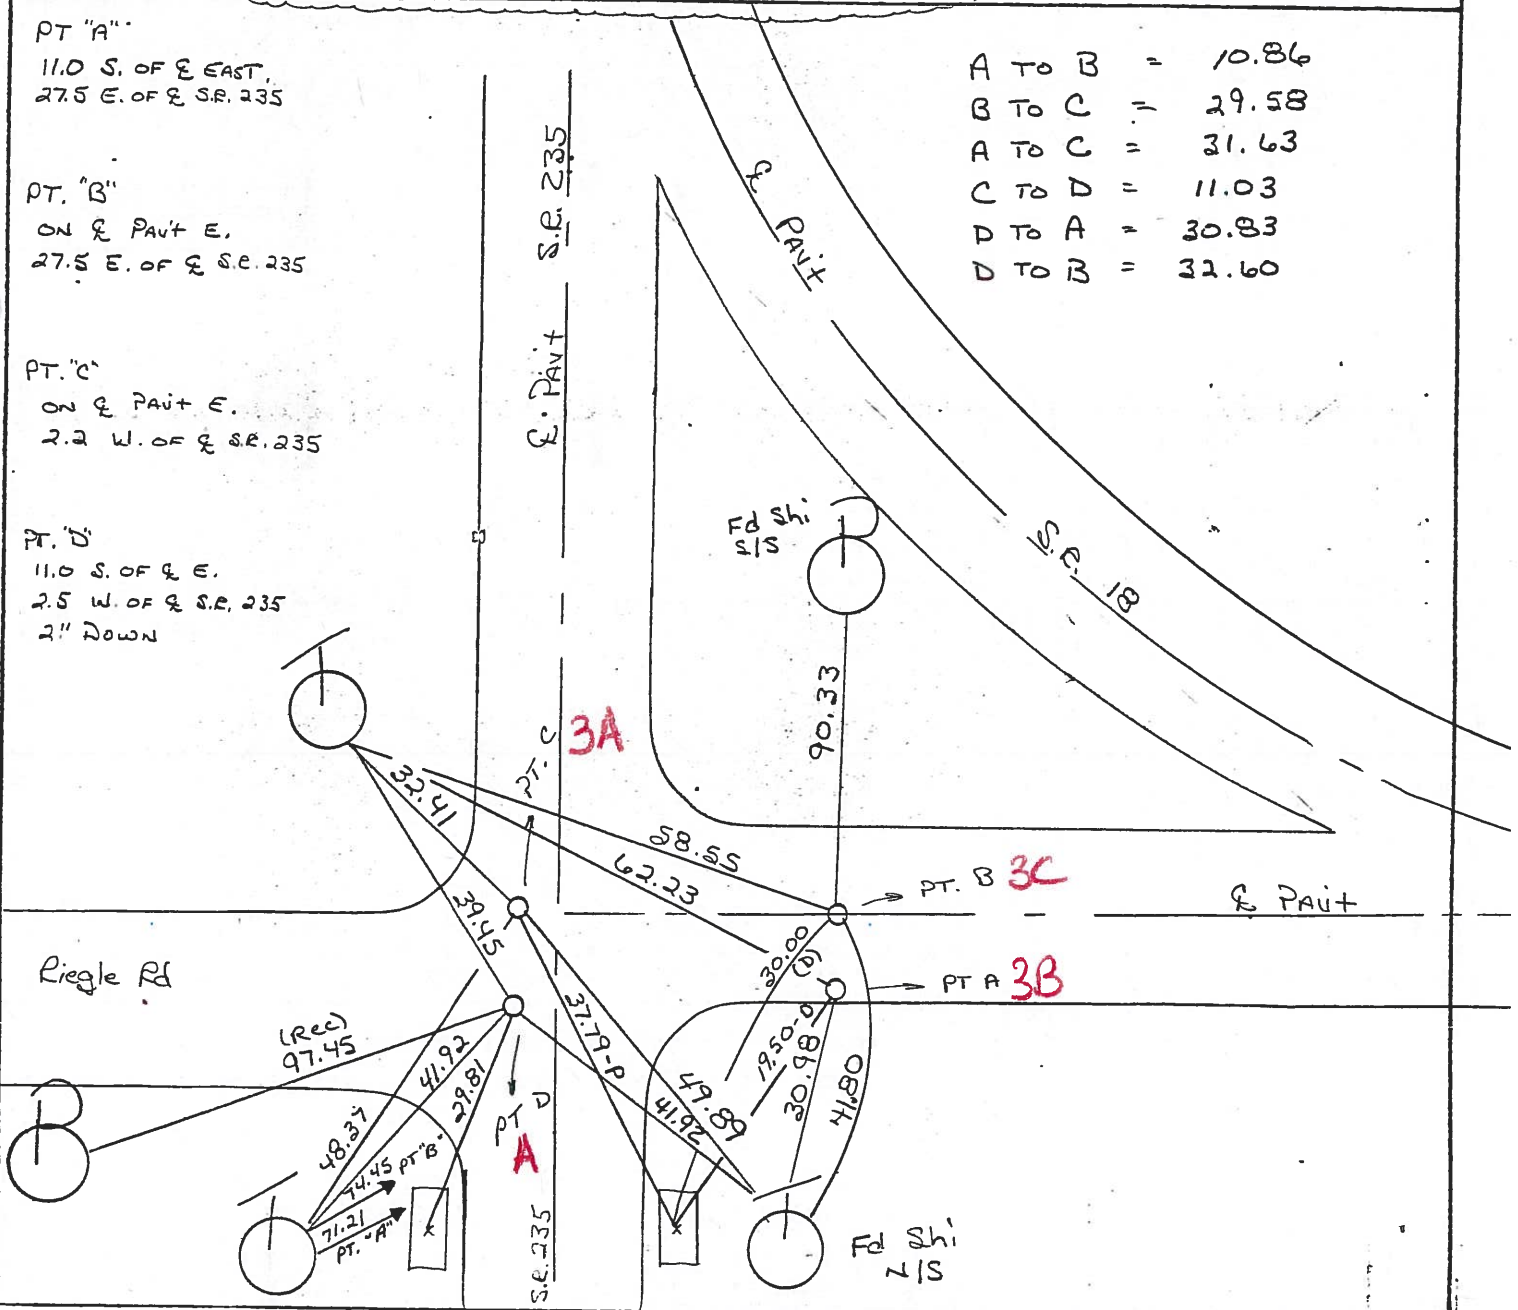 PT "A"
11.0 S. OF ℄ EAST.
27.5 E. OF ℄ S.R. 235
PT. "B"
ON ℄ PAV'T E.
27.5 E. OF ℄ S.R. 235
PT. "C"
ON ℄ PAV'T E.
2.2 W. OF ℄ S.R. 235
PT. "D"
11.0 S. OF ℄ E.
2.5 W. OF ℄ S.R. 235
2" DOWN
A TO B = 10.86
B TO C = 29.58
A TO C = 31.63
C TO D = 11.03
D TO A = 30.83
D TO B = 32.60
S.R. 235
℄ PAV'T
℄ PAV'T
S.R. 18
Fd Shi
S/S
90.33
PT. C 3A
32.41
58.55
62.23
39.45
PT. B 3C
℄ PAV'T
Riegle Rd
30.00
(D)
PT A 3B
(Rec)
97.45
41.92
29.81
48.37
37.79-P
49.89
41.92
19.50-D
30.98
41.80
PT D
A
74.45 PT "B"
71.21
PT. "A"
x
x
S.R. 235
Fd Shi
N/S